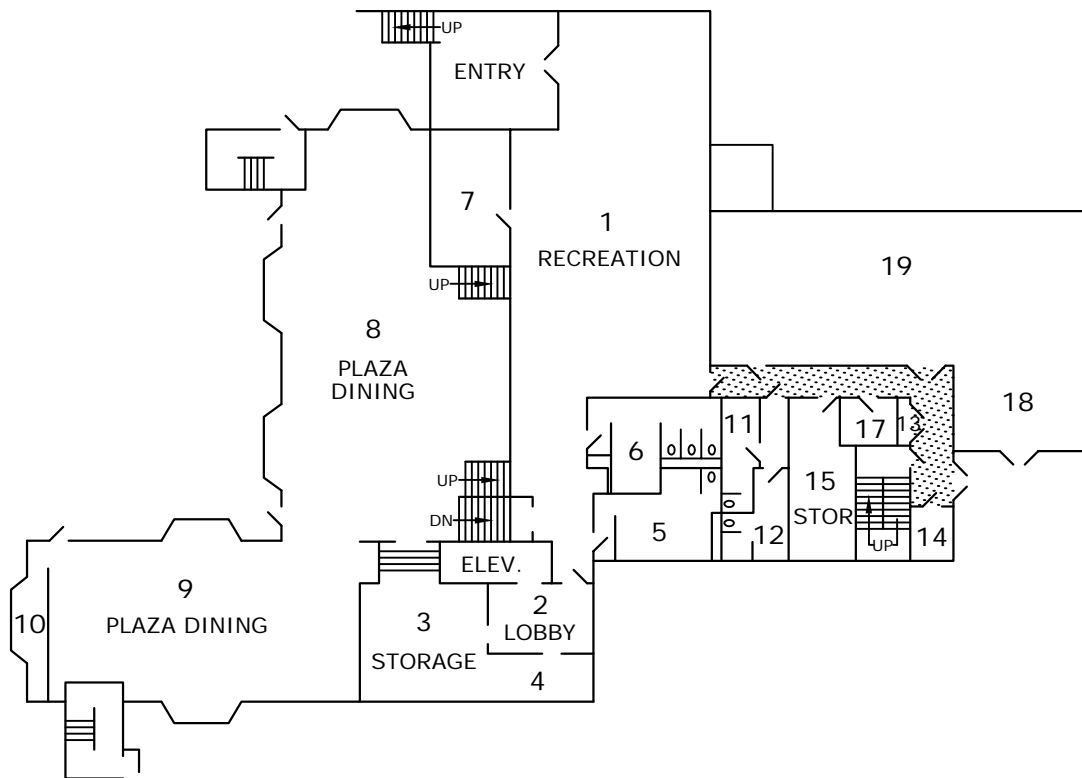 UP
ENTRY
7
1
RECREATION
19
UP
8
PLAZA
DINING
18
11
17
13
6
15
UP
STOR
DN
5
12
14
UP
ELEV.
9
2
10
PLAZA DINING
3
LOBBY
STORAGE
4